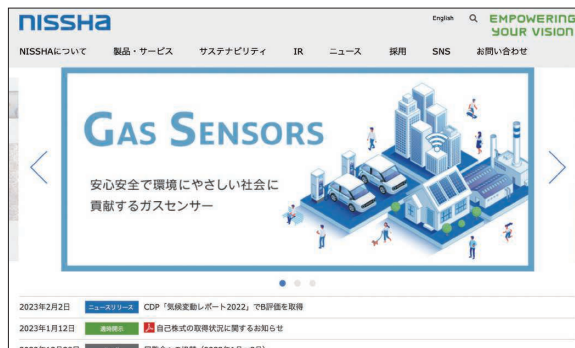 NISSHA
English
EMPOWERING
YOUR VISION
NISSHAについて 製品・サービス サステナビリティ IR ニュース 採用 SNS お問い合わせ
GAS SENSORS
安心安全で環境にやさしい社会に
貢献するガスセンサー
2023年2月2日 ニュースリリース CDP「気候変動レポート2022」でB評価を取得
2023年1月12日 適時開示 自己株式の取得状況に関するお知らせ